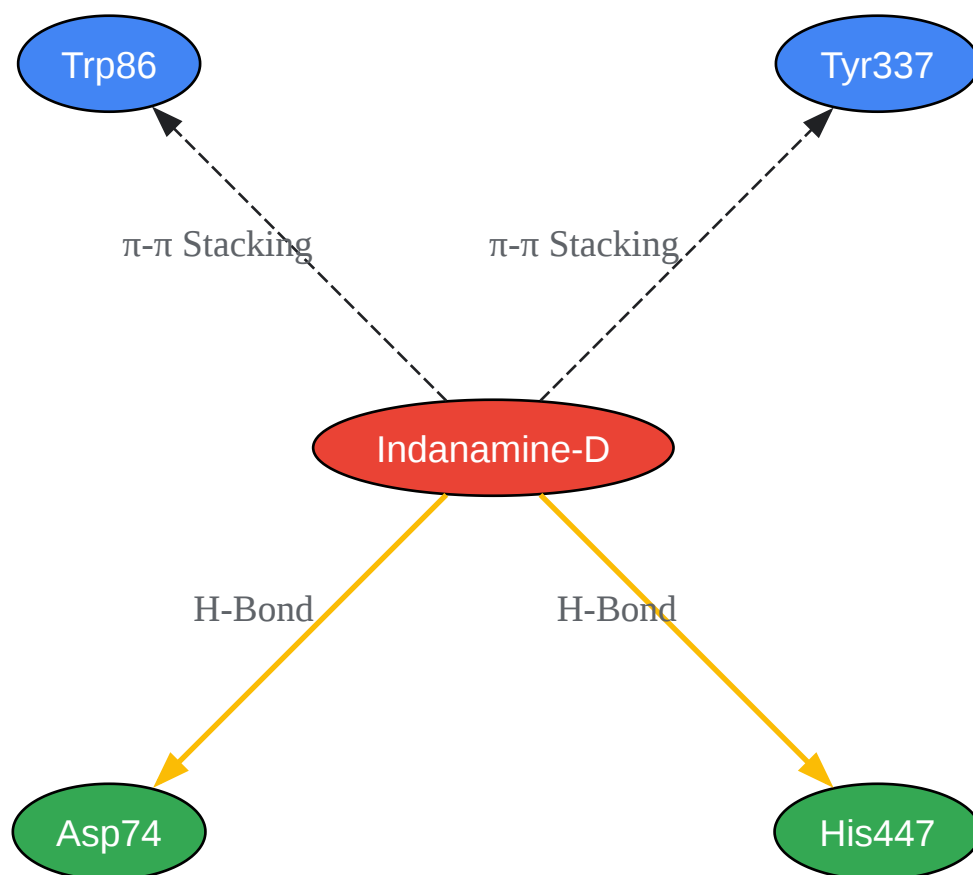 Trp86
Tyr337
π-π Stacking
π-π Stacking
Indanamine-D
H-Bond
H-Bond
Asp74
His447